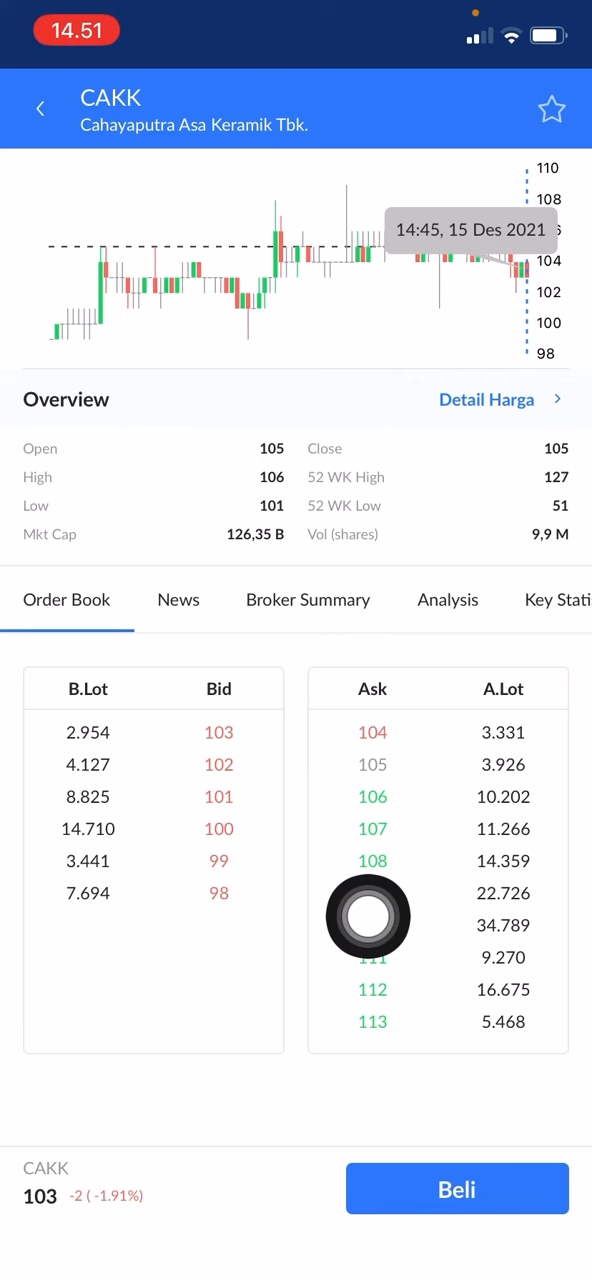 14.51
CAKK
Cahayaputra Asa Keramik Tbk.
110
108
14:45, 15 Des 2021
104
102
100
98
Overview
Detail Harga
Open 105 Close 105
High 106 52 WK High 127
Low 101 52 WK Low 51
Mkt Cap 126,35 B Vol (shares) 9,9 M
Order Book News Broker Summary Analysis Key Stati
B.Lot Bid Ask A.Lot
2.954 103 104 3.331
4.127 102 105 3.926
8.825 101 106 10.202
14.710 100 107 11.266
3.441 99 108 14.359
7.694 98 22.726
34.789
111 9.270
112 16.675
113 5.468
CAKK
103 -2 ( -1.91%)
Beli